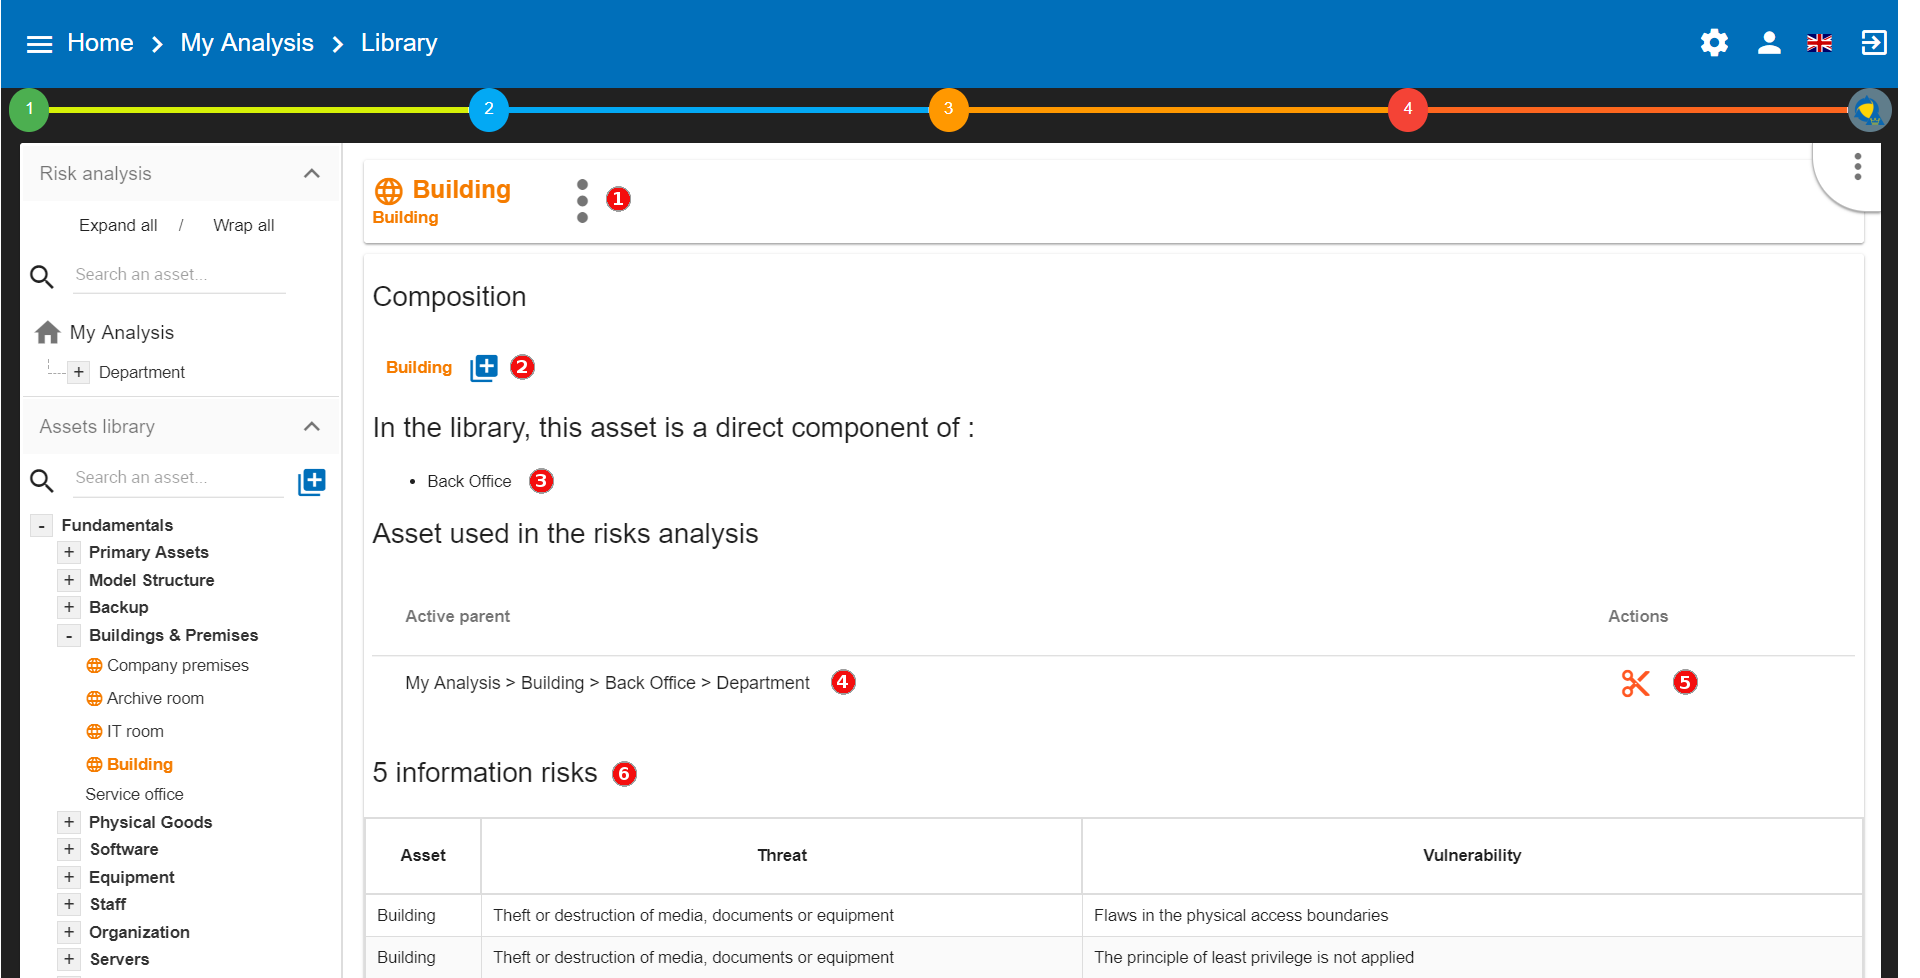 Home > My Analysis > Library
1 2 3 4
Risk analysis
Expand all / Wrap all
Search an asset...
My Analysis
+ Department
Assets library
Search an asset...
- Fundamentals
+ Primary Assets
+ Model Structure
+ Backup
- Buildings & Premises
Company premises
Archive room
IT room
Building
Service office
+ Physical Goods
+ Software
+ Equipment
+ Staff
+ Organization
+ Servers
Building 1
Building
Composition
Building 2
In the library, this asset is a direct component of :
• Back Office 3
Asset used in the risks analysis
Active parent Actions
My Analysis > Building > Back Office > Department 4 5
5 information risks 6
Asset Threat Vulnerability
Building Theft or destruction of media, documents or equipment Flaws in the physical access boundaries
Building Theft or destruction of media, documents or equipment The principle of least privilege is not applied